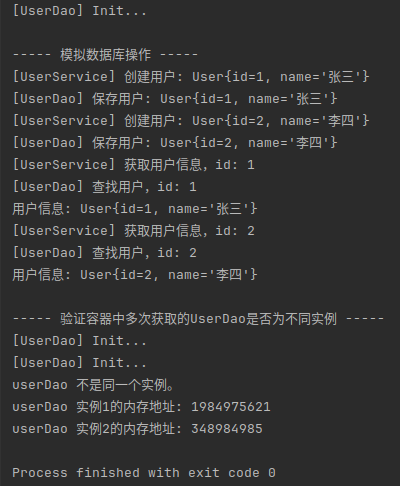 [UserDao] Init...
----- 模拟数据库操作 -----
[UserService] 创建用户: User{id=1, name='张三'}
[UserDao] 保存用户: User{id=1, name='张三'}
[UserService] 创建用户: User{id=2, name='李四'}
[UserDao] 保存用户: User{id=2, name='李四'}
[UserService] 获取用户信息，id: 1
[UserDao] 查找用户，id: 1
用户信息: User{id=1, name='张三'}
[UserService] 获取用户信息，id: 2
[UserDao] 查找用户，id: 2
用户信息: User{id=2, name='李四'}
----- 验证容器中多次获取的UserDao是否为不同实例 -----
[UserDao] Init...
[UserDao] Init...
userDao 不是同一个实例。
userDao 实例1的内存地址: 1984975621
userDao 实例2的内存地址: 348984985
Process finished with exit code 0